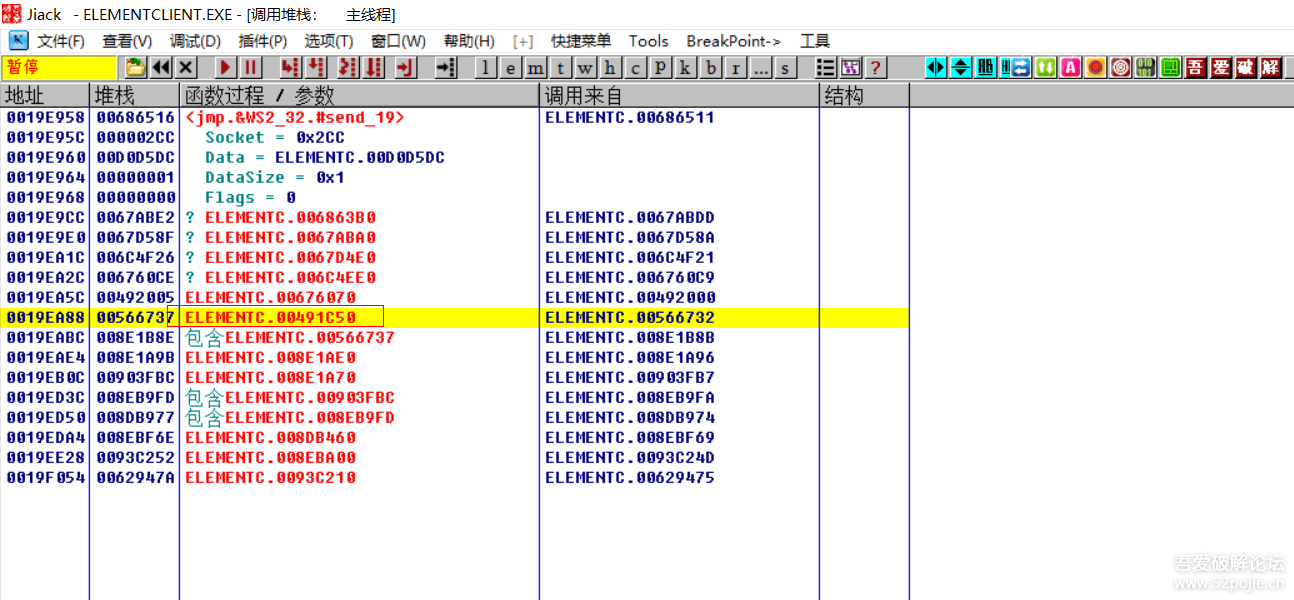 Jiack - ELEMENTCLIENT.EXE - [调用堆栈: 主线程]
文件(F) 查看(V) 调试(D) 插件(P) 选项(T) 窗口(W) 帮助(H) [+] 快捷菜单 Tools BreakPoint-> 工具
暂停 l e m t w h c P k b r ... s ? 吾 爱 破 解
地址 堆栈 函数过程 / 参数 调用来自 结构
0019E958 00686516 <jmp.&WS2_32.#send_19> ELEMENTC.00686511
0019E95C 000002CC Socket = 0x2CC
0019E960 00D0D5DC Data = ELEMENTC.00D0D5DC
0019E964 00000001 DataSize = 0x1
0019E968 00000000 Flags = 0
0019E9CC 0067ABE2 ? ELEMENTC.006863B0 ELEMENTC.0067ABDD
0019E9E0 0067D58F ? ELEMENTC.0067ABA0 ELEMENTC.0067D58A
0019EA1C 006C4F26 ? ELEMENTC.0067D4E0 ELEMENTC.006C4F21
0019EA2C 006760CE ? ELEMENTC.006C4EE0 ELEMENTC.006760C9
0019EA5C 00492005 ELEMENTC.00676070 ELEMENTC.00492000
0019EA88 00566737 ELEMENTC.00491C50 ELEMENTC.00566732
0019EABC 008E1B8E 包含ELEMENTC.00566737 ELEMENTC.008E1B8B
0019EAE4 008E1A9B ELEMENTC.008E1AE0 ELEMENTC.008E1A96
0019EB0C 00903FBC ELEMENTC.008E1A70 ELEMENTC.00903FB7
0019ED3C 008EB9FD 包含ELEMENTC.00903FBC ELEMENTC.008EB9FA
0019ED50 008DB977 包含ELEMENTC.008EB9FD ELEMENTC.008DB974
0019EDA4 008EBF6E ELEMENTC.008DB460 ELEMENTC.008EBF69
0019EE28 0093C252 ELEMENTC.008EBA00 ELEMENTC.0093C24D
0019F054 0062947A ELEMENTC.0093C210 ELEMENTC.00629475
吾爱破解论坛
www.52pojie.cn